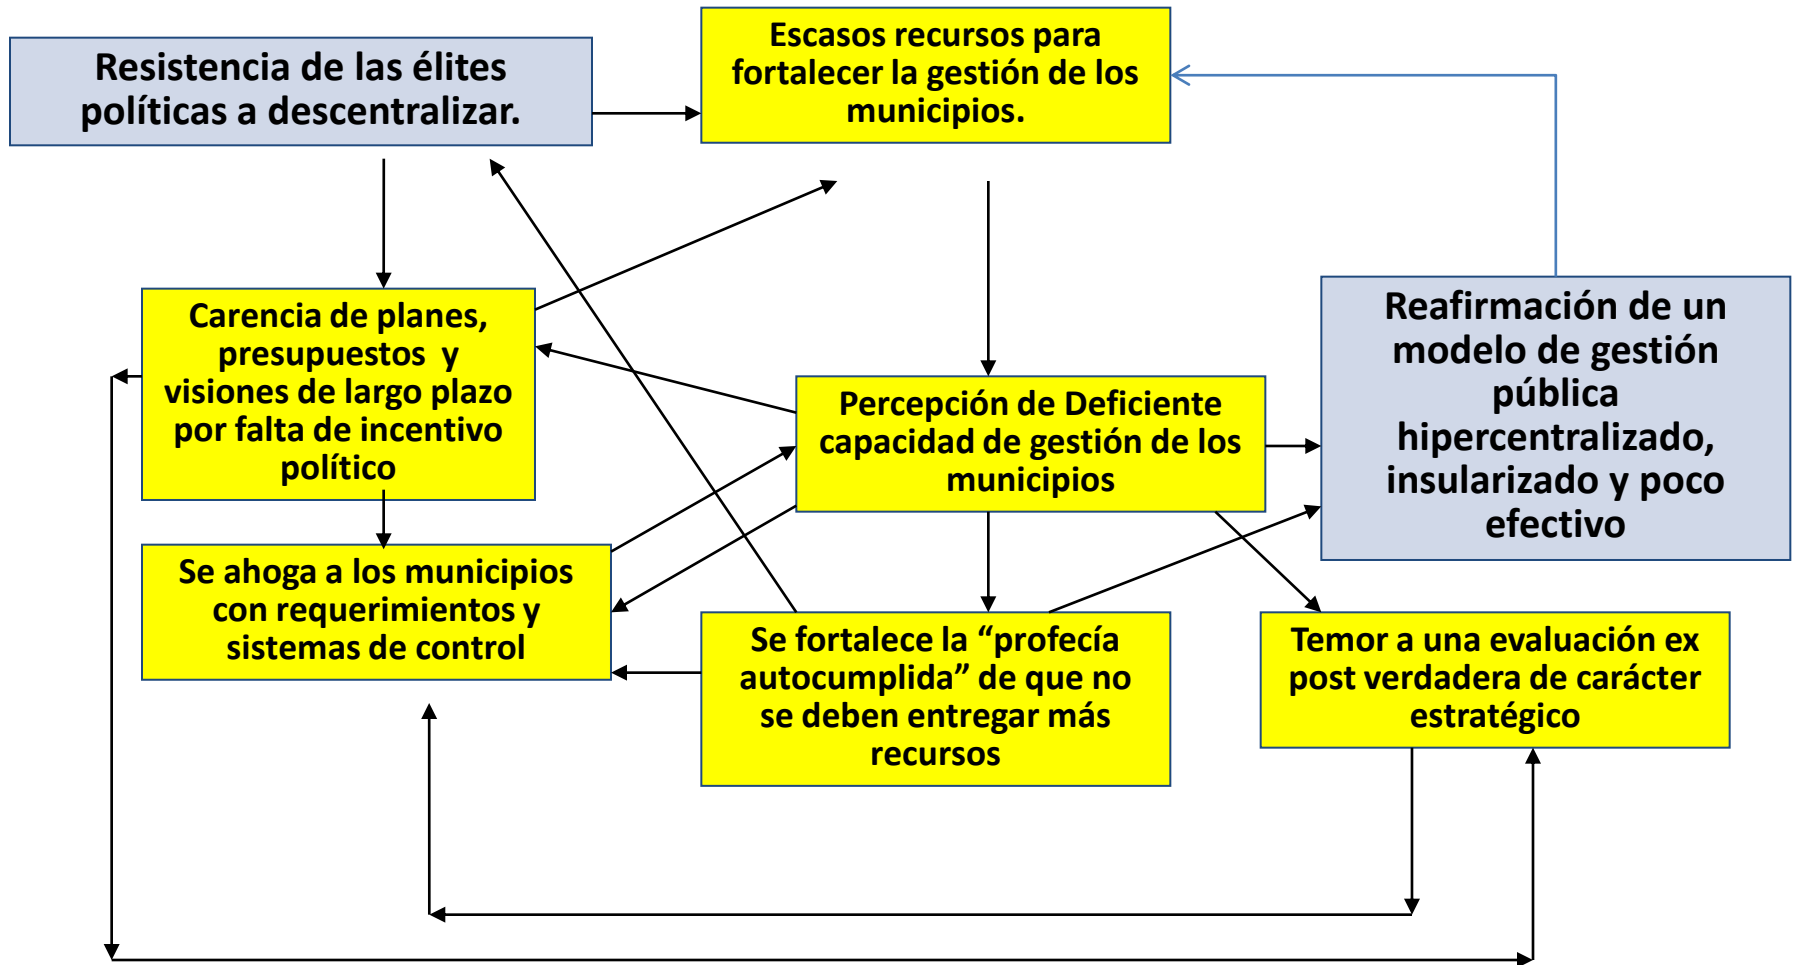 Resistencia de las élites
políticas a descentralizar.
Escasos recursos para
fortalecer la gestión de los
municipios.
Carencia de planes,
presupuestos y
visiones de largo plazo
por falta de incentivo
político
Percepción de Deficiente
capacidad de gestión de los
municipios
Reafirmación de un
modelo de gestión
pública
hipercentralizado,
insularizado y poco
efectivo
Se ahoga a los municipios
con requerimientos y
sistemas de control
Se fortalece la “profecía
autocumplida” de que no
se deben entregar más
recursos
Temor a una evaluación ex
post verdadera de carácter
estratégico